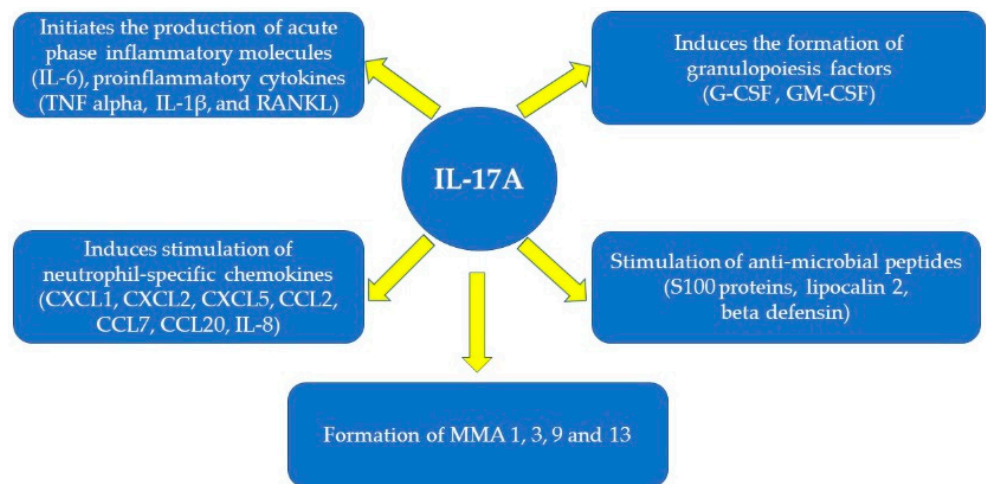 Initiates the production of acute
phase inflammatory molecules
(IL-6), proinflammatory cytokines
(TNF alpha, IL-1β, and RANKL)
Induces the formation of
granulopoiesis factors
(G-CSF, GM-CSF)
IL-17A
Induces stimulation of
neutrophil-specific chemokines
(CXCL1, CXCL2, CXCL5, CCL2,
CCL7, CCL20, IL-8)
Stimulation of anti-microbial peptides
(S100 proteins, lipocalin 2,
beta defensin)
Formation of MMA 1, 3, 9 and 13